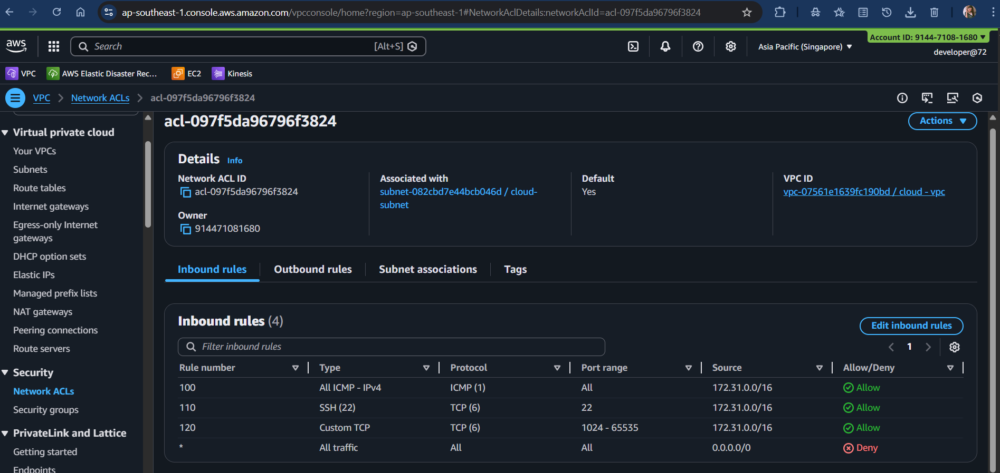 ap-southeast-1.console.aws.amazon.com/vpcconsole/home?region=ap-southeast-1#NetworkAclDetails:networkAclId=acl-097f5da96796f3824
aws
Search [Alt+S]
Asia Pacific (Singapore)
Account ID: 9144-7108-1680
developer@72
VPC AWS Elastic Disaster Rec... EC2 Kinesis
VPC Network ACLs acl-097f5da96796f3824
Virtual private cloud
Your VPCs
Subnets
Route tables
Internet gateways
Egress-only Internet
gateways
DHCP option sets
Elastic IPs
Managed prefix lists
NAT gateways
Peering connections
Route servers
Security
Network ACLs
Security groups
PrivateLink and Lattice
Getting started
Endpoints
acl-097f5da96796f3824
Actions
Details Info
Network ACL ID
acl-097f5da96796f3824
Owner
914471081680
Associated with
subnet-082cbd7e44bcb046d / cloud-
subnet
Default
Yes
VPC ID
vpc-07561e1639fc190bd / cloud - vpc
Inbound rules Outbound rules Subnet associations Tags
Inbound rules (4)
Edit inbound rules
Filter inbound rules
1
Rule number Type Protocol Port range Source Allow/Deny
100 All ICMP - IPv4 ICMP (1) All 172.31.0.0/16 Allow
110 SSH (22) TCP (6) 22 172.31.0.0/16 Allow
120 Custom TCP TCP (6) 1024 - 65535 172.31.0.0/16 Allow
* All traffic All All 0.0.0.0/0 Deny